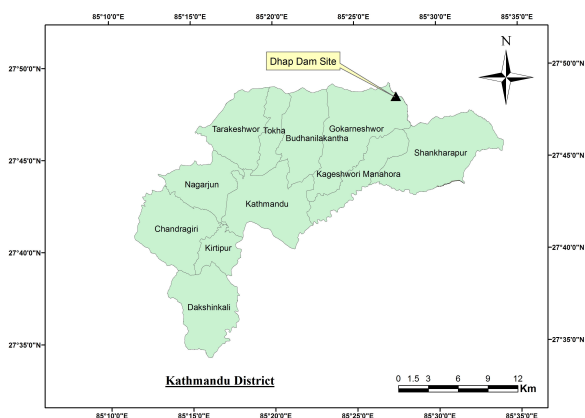 85°10'0"E 85°15'0"E 85°20'0"E 85°25'0"E 85°30'0"E 85°35'0"E
N
27°50'0"N 27°50'0"N
Dhap Dam Site
Tarakeshwor Tokha Budhanilakantha Gokarneshwor
Shankharapur
27°45'0"N 27°45'0"N
Nagarjun Kageshwori Manahora
Kathmandu
Chandragiri
Kirtipur
27°40'0"N 27°40'0"N
Dakshinkali
27°35'0"N 27°35'0"N
Kathmandu District
0 1.5 3 6 9 12
Km
85°10'0"E 85°15'0"E 85°20'0"E 85°25'0"E 85°30'0"E 85°35'0"E